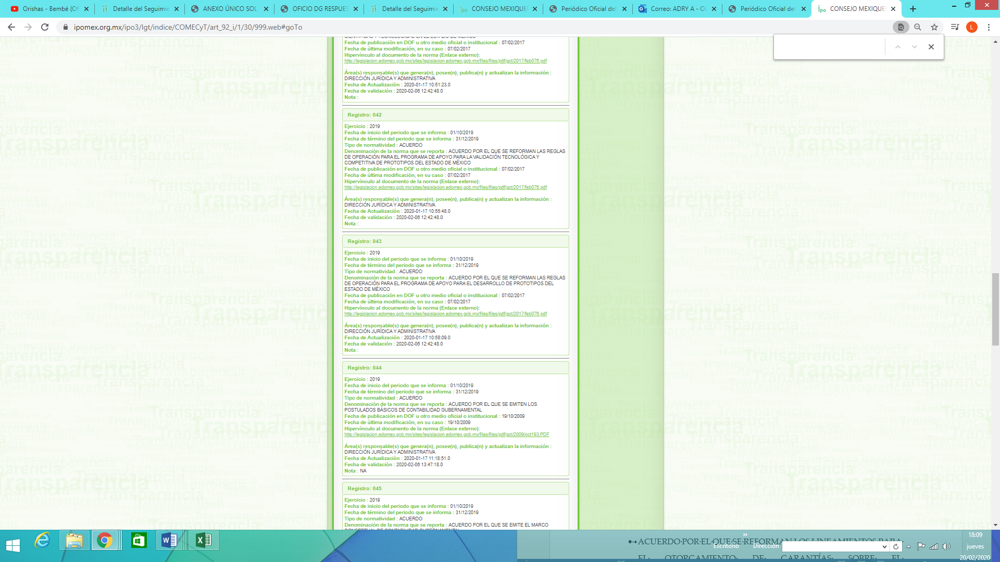 Orishas - Bembé (Of
Detalle del Seguimie
ANEXO ÚNICO SOL
OFICIO DG RESPUES
Detalle del Seguimie
CONSEJO MEXIQUE
Periódico Oficial del
Correo: ADRY A - Ou
Periódico Oficial del
CONSEJO MEXIQUE
ipomex.org.mx/ipo3/lgt/indice/COMECyT/art_92_i/1/30/999.web#goTo
L
CIENTÍFICAS Y TECNOLÓGICAS EN EL ESTADO DE MÉXICO
Fecha de publicación en DOF u otro medio oficial o institucional : 07/02/2017
Fecha de última modificación, en su caso : 07/02/2017
Hipervínculo al documento de la norma (Enlace externo):
http://legislacion.edomex.gob.mx/sites/legislacion.edomex.gob.mx/files/files/pdf/gct/2017/feb076.pdf
Área(s) responsable(s) que genera(n), posee(n), publica(n) y actualizan la información :
DIRECCIÓN JURÍDICA Y ADMINISTRATIVA
Fecha de Actualización : 2020-01-17 10:51:23.0
Fecha de validación : 2020-02-06 12:42:48.0
Nota :
Registro: 042
Ejercicio : 2019
Fecha de inicio del periodo que se informa : 01/10/2019
Fecha de término del periodo que se informa : 31/12/2019
Tipo de normatividad : ACUERDO
Denominación de la norma que se reporta : ACUERDO POR EL QUE SE REFORMAN LAS REGLAS
DE OPERACIÓN PARA EL PROGRAMA DE APOYO PARA LA VALIDACIÓN TECNOLÓGICA Y
COMPETITIVA DE PROTOTIPOS DEL ESTADO DE MÉXICO
Fecha de publicación en DOF u otro medio oficial o institucional : 07/02/2017
Fecha de última modificación, en su caso : 07/02/2017
Hipervínculo al documento de la norma (Enlace externo):
http://legislacion.edomex.gob.mx/sites/legislacion.edomex.gob.mx/files/files/pdf/gct/2017/feb076.pdf
Área(s) responsable(s) que genera(n), posee(n), publica(n) y actualizan la información :
DIRECCIÓN JURÍDICA Y ADMINISTRATIVA
Fecha de Actualización : 2020-01-17 10:55:48.0
Fecha de validación : 2020-02-06 12:42:48.0
Nota :
Registro: 043
Ejercicio : 2019
Fecha de inicio del periodo que se informa : 01/10/2019
Fecha de término del periodo que se informa : 31/12/2019
Tipo de normatividad : ACUERDO
Denominación de la norma que se reporta : ACUERDO POR EL QUE SE REFORMAN LAS REGLAS
DE OPERACIÓN PARA EL PROGRAMA DE APOYO PARA EL DESARROLLO DE PROTOTIPOS DEL
ESTADO DE MÉXICO
Fecha de publicación en DOF u otro medio oficial o institucional : 07/02/2017
Fecha de última modificación, en su caso : 07/02/2017
Hipervínculo al documento de la norma (Enlace externo):
http://legislacion.edomex.gob.mx/sites/legislacion.edomex.gob.mx/files/files/pdf/gct/2017/feb076.pdf
Área(s) responsable(s) que genera(n), posee(n), publica(n) y actualizan la información :
DIRECCIÓN JURÍDICA Y ADMINISTRATIVA
Fecha de Actualización : 2020-01-17 10:58:09.0
Fecha de validación : 2020-02-06 12:42:48.0
Nota :
Registro: 044
Ejercicio : 2019
Fecha de inicio del periodo que se informa : 01/10/2019
Fecha de término del periodo que se informa : 31/12/2019
Tipo de normatividad : ACUERDO
Denominación de la norma que se reporta : ACUERDO POR EL QUE SE EMITEN LOS
POSTULADOS BÁSICOS DE CONTABILIDAD GUBERNAMENTAL
Fecha de publicación en DOF u otro medio oficial o institucional : 19/10/2009
Fecha de última modificación, en su caso : 19/10/2009
Hipervínculo al documento de la norma (Enlace externo):
http://legislacion.edomex.gob.mx/sites/legislacion.edomex.gob.mx/files/files/pdf/gct/2009/oct193.PDF
Área(s) responsable(s) que genera(n), posee(n), publica(n) y actualizan la información :
DIRECCIÓN JURÍDICA Y ADMINISTRATIVA
Fecha de Actualización : 2020-01-17 11:18:51.0
Fecha de validación : 2020-02-06 13:47:18.0
Nota : NA
Registro: 045
Ejercicio : 2019
Fecha de inicio del periodo que se informa : 01/10/2019
Fecha de término del periodo que se informa : 31/12/2019
Tipo de normatividad : ACUERDO
Denominación de la norma que se reporta : ACUERDO POR EL QUE SE EMITE EL MARCO
CONCEPTUAL DE CONTABILIDAD GUBERNAMENTAL
Transparencia
ACUERDO·POR·EL·QUE·SE·REFORMAN·LOS·LINEAMIENTOS·PARA·
EL· OTORGAMIENTO· DE· GARANTÍAS· SOBRE· EL·
Escritorio
Dirección
18:09
jueves
20/02/2020